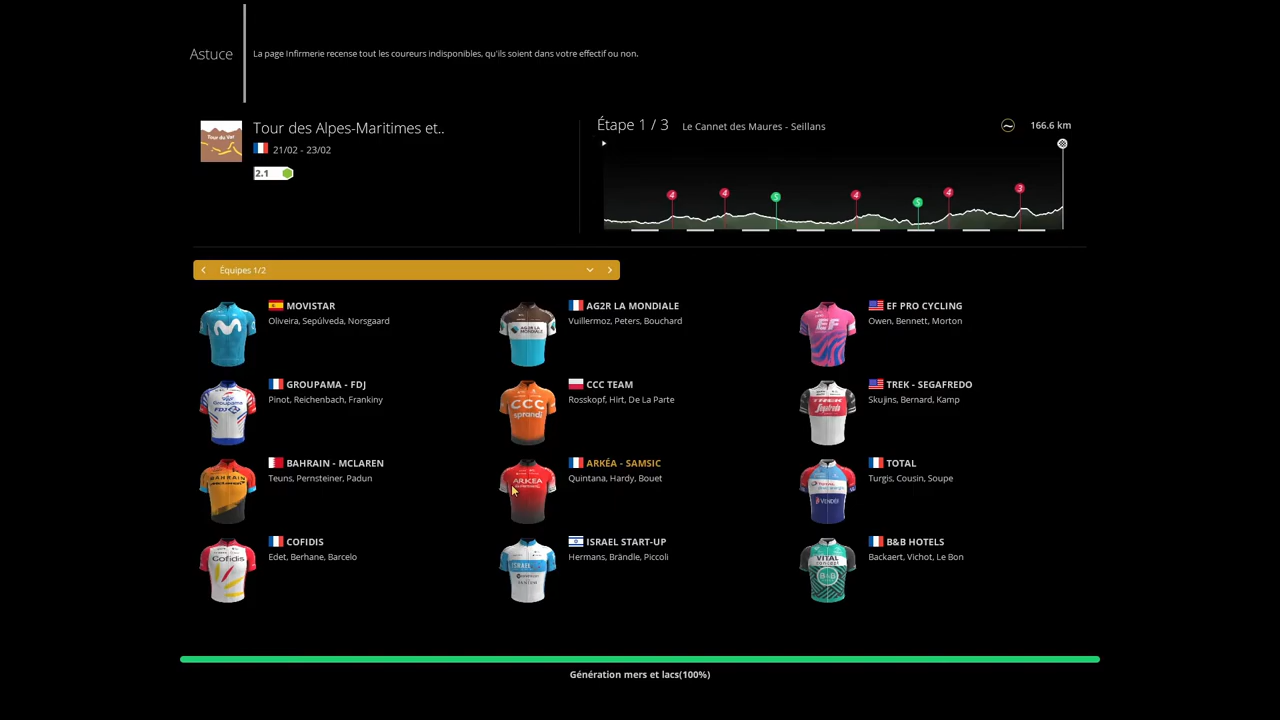 Astuce
La page Infirmerie recense tout les coureurs indisponibles, qu'ils soient dans votre effectif ou non.
Tour du Var
Tour des Alpes-Maritimes et..
21/02 - 23/02
2.1
Étape 1 / 3
Le Cannet des Maures - Seillans
166.6 km
4
4
S
4
S
4
3
Équipes 1/2
MOVISTAR
Oliveira, Sepúlveda, Norsgaard
AG2R LA MONDIALE
Vuillermoz, Peters, Bouchard
EF PRO CYCLING
Owen, Bennett, Morton
GROUPAMA - FDJ
Pinot, Reichenbach, Frankiny
CCC TEAM
Rosskopf, Hirt, De La Parte
TREK - SEGAFREDO
Skujins, Bernard, Kamp
BAHRAIN - MCLAREN
Teuns, Pernsteiner, Padun
ARKÉA - SAMSIC
Quintana, Hardy, Bouet
TOTAL
Turgis, Cousin, Soupe
COFIDIS
Edet, Berhane, Barcelo
ISRAEL START-UP
Hermans, Brändle, Piccoli
B&B HOTELS
Backaert, Vichot, Le Bon
Génération mers et lacs(100%)